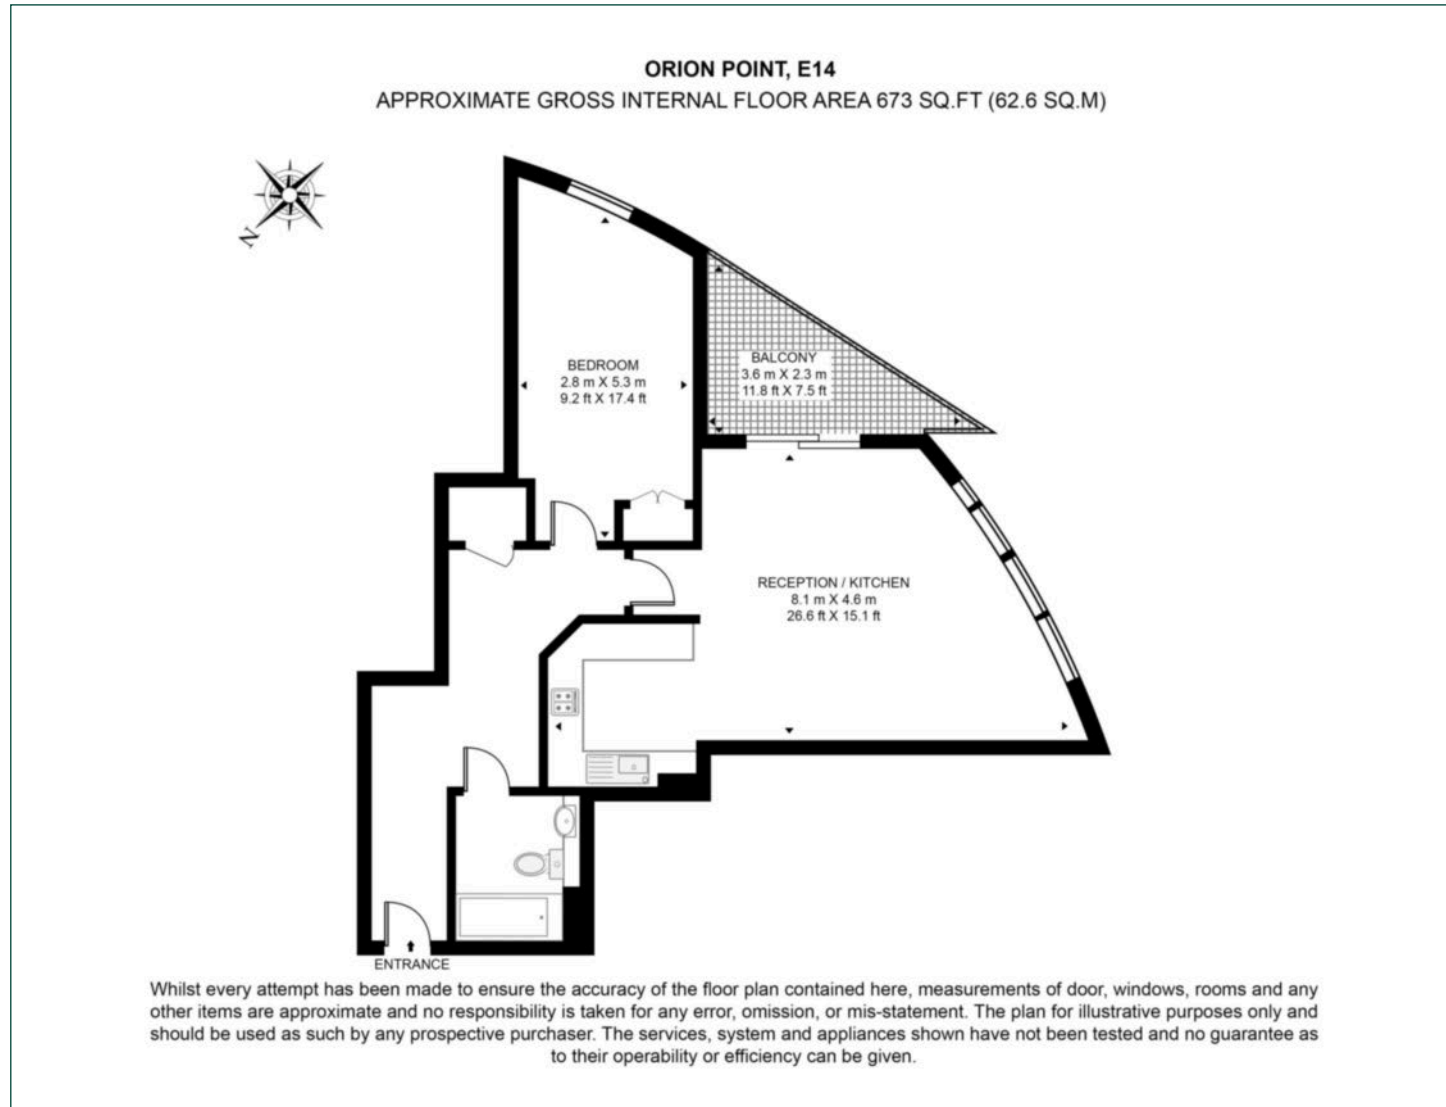 ORION POINT, E14
APPROXIMATE GROSS INTERNAL FLOOR AREA 673 SQ.FT (62.6 SQ.M)
N
BEDROOM
2.8 m X 5.3 m
9.2 ft X 17.4 ft
BALCONY
3.6 m X 2.3 m
11.8 ft X 7.5 ft
RECEPTION / KITCHEN
8.1 m X 4.6 m
26.6 ft X 15.1 ft
ENTRANCE
Whilst every attempt has been made to ensure the accuracy of the floor plan contained here, measurements of door, windows, rooms and any
other items are approximate and no responsibility is taken for any error, omission, or mis-statement. The plan for illustrative purposes only and
should be used as such by any prospective purchaser. The services, system and appliances shown have not been tested and no guarantee as
to their operability or efficiency can be given.